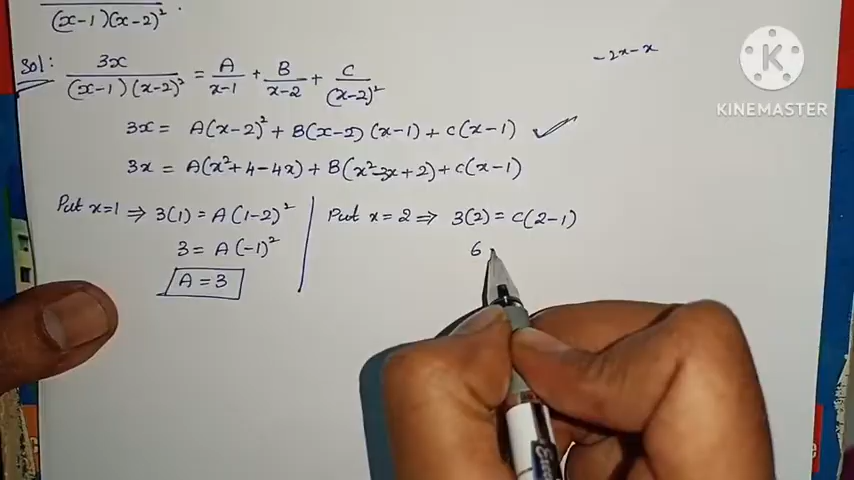 (x-1)(x-2)²
Sol: 3x/((x-1)(x-2)²) = A/(x-1) + B/(x-2) + C/(x-2)²
-2x-x
3x = A(x-2)² + B(x-2)(x-1) + C(x-1) ✓
3x = A(x²+4-4x) + B(x²-3x+2) + C(x-1)
Put x=1 ⇒ 3(1) = A(1-2)²
3 = A(-1)²
A = 3
Put x=2 ⇒ 3(2) = C(2-1)
6
KINEMASTER